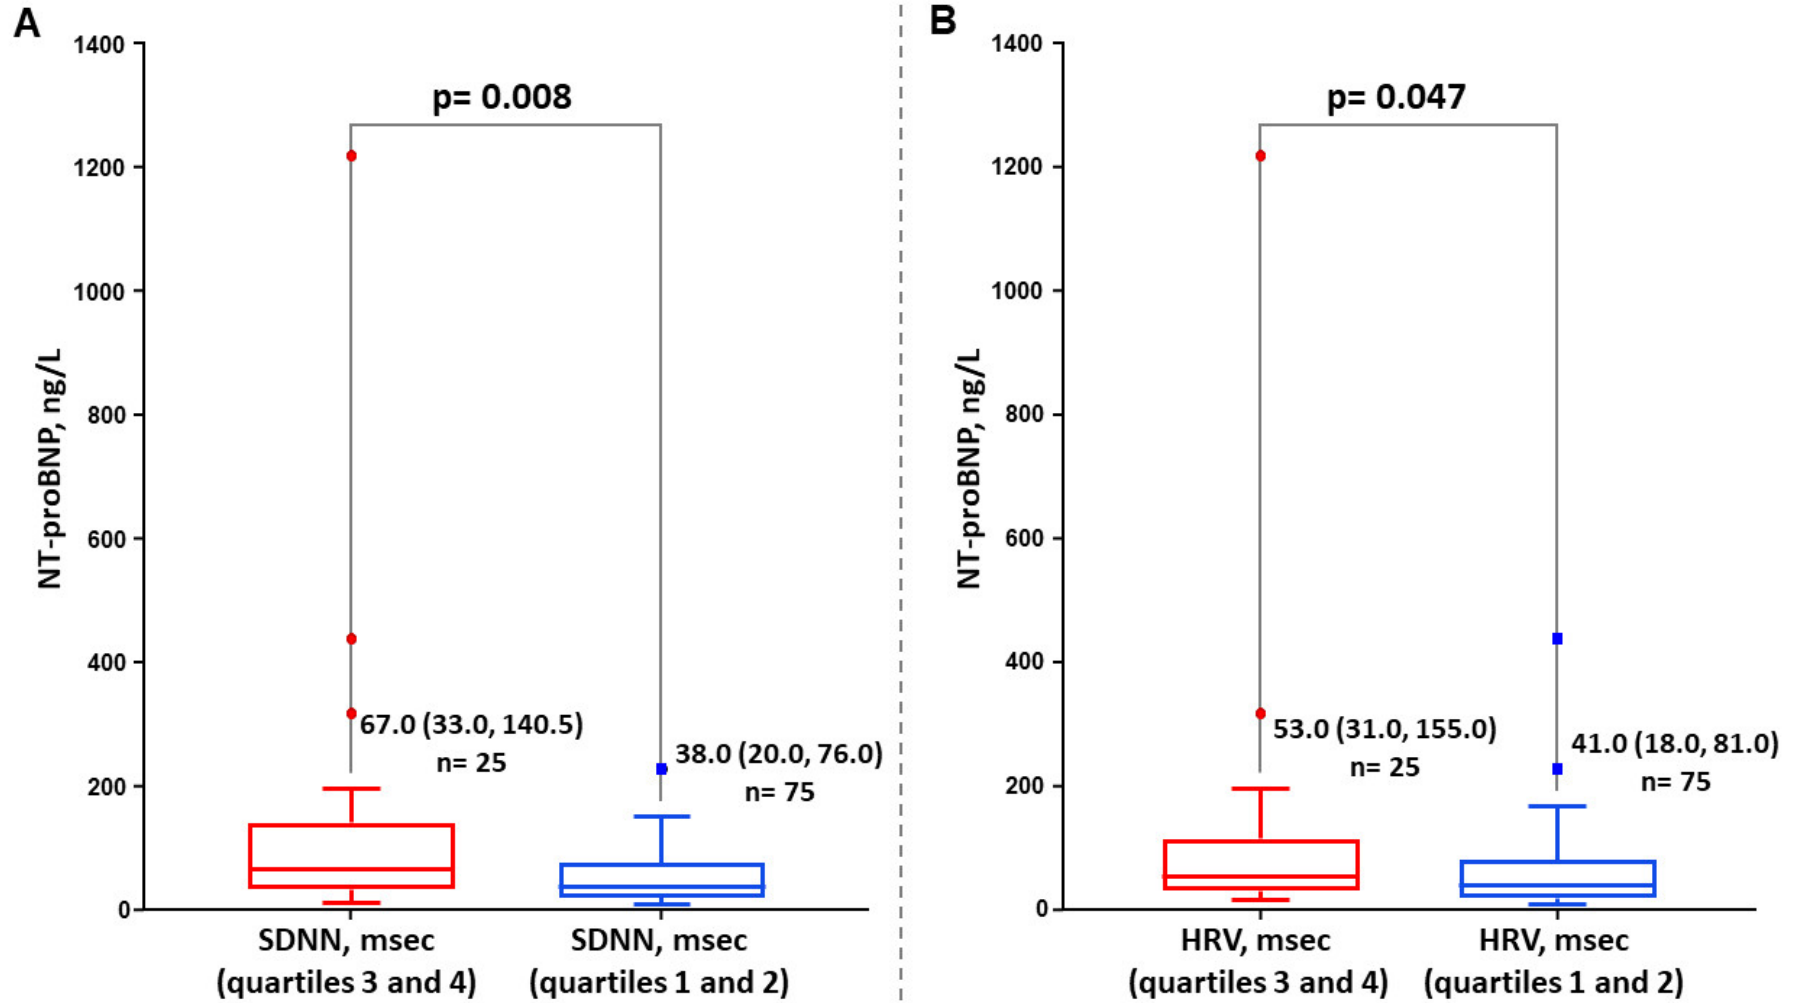 A
1400
1200
1000
800
600
400
200
0
NT-proBNP, ng/L
p= 0.008
67.0 (33.0, 140.5)
n= 25
38.0 (20.0, 76.0)
n= 75
SDNN, msec
(quartiles 3 and 4)
SDNN, msec
(quartiles 1 and 2)
B
1400
1200
1000
800
600
400
200
0
NT-proBNP, ng/L
p= 0.047
53.0 (31.0, 155.0)
n= 25
41.0 (18.0, 81.0)
n= 75
HRV, msec
(quartiles 3 and 4)
HRV, msec
(quartiles 1 and 2)